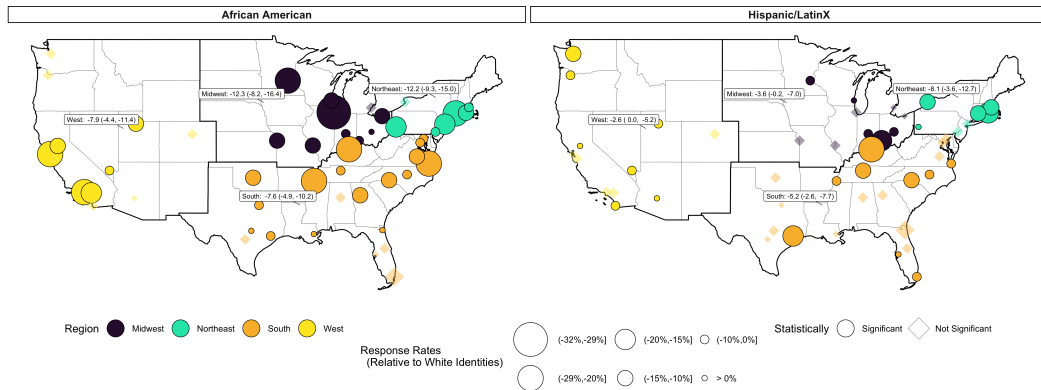 African American
Hispanic/LatinX
Midwest: -12.3 (-8.2, -16.4)
Northeast: -12.2 (-9.3, -15.0)
West: -7.9 (-4.4, -11.4)
South: -7.6 (-4.9, -10.2)
Midwest: -3.6 (-0.2, -7.0)
Northeast: -8.1 (-3.6, -12.7)
West: -2.6 ( 0.0, -5.2)
South: -5.2 (-2.6, -7.7)
Region Midwest Northeast South West
Response Rates
(Relative to White Identities)
(-32%,-29%] (-20%,-15%] (-10%,0%]
(-29%,-20%] (-15%,-10%] > 0%
Statistically Significant Not Significant